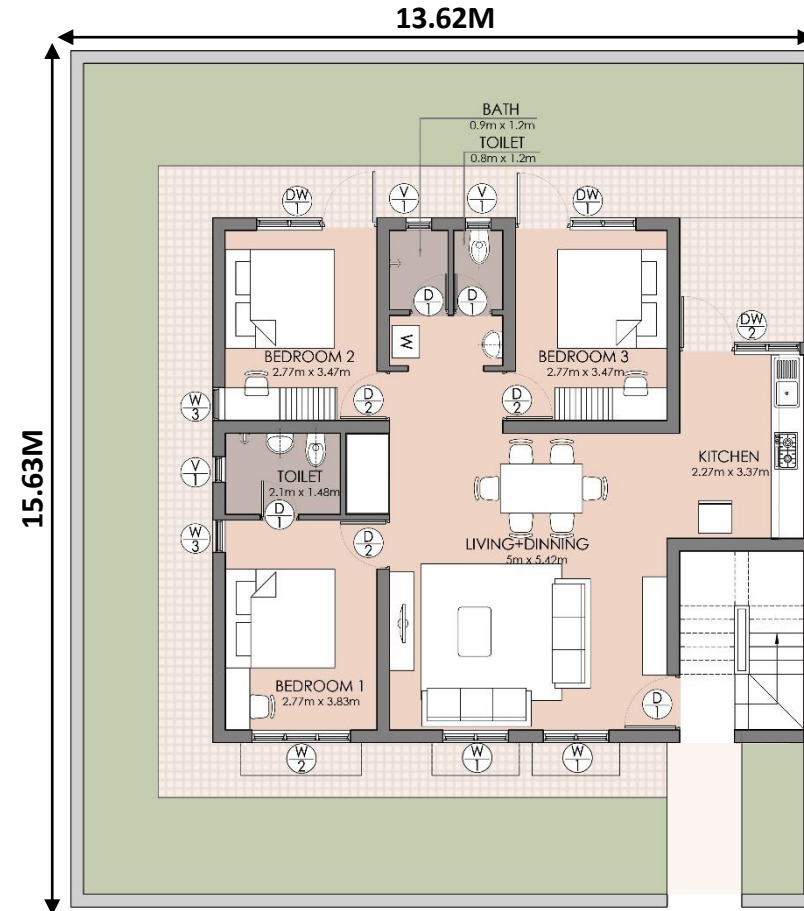 13.62M
BATH
0.9m x 1.2m
TOILET
0.8m x 1.2m
DW
1
V
1
V
1
DW
1
D
1
D
1
DW
2
W
BEDROOM 2
2.77m x 3.47m
BEDROOM 3
2.77m x 3.47m
W
3
D
2
D
2
15.63M
V
1
TOILET
2.1m x 1.48m
KITCHEN
2.27m x 3.37m
D
1
W
3
D
2
LIVING+DINNING
5m x 5.42m
BEDROOM 1
2.77m x 3.83m
D
1
W
2
W
1
W
1